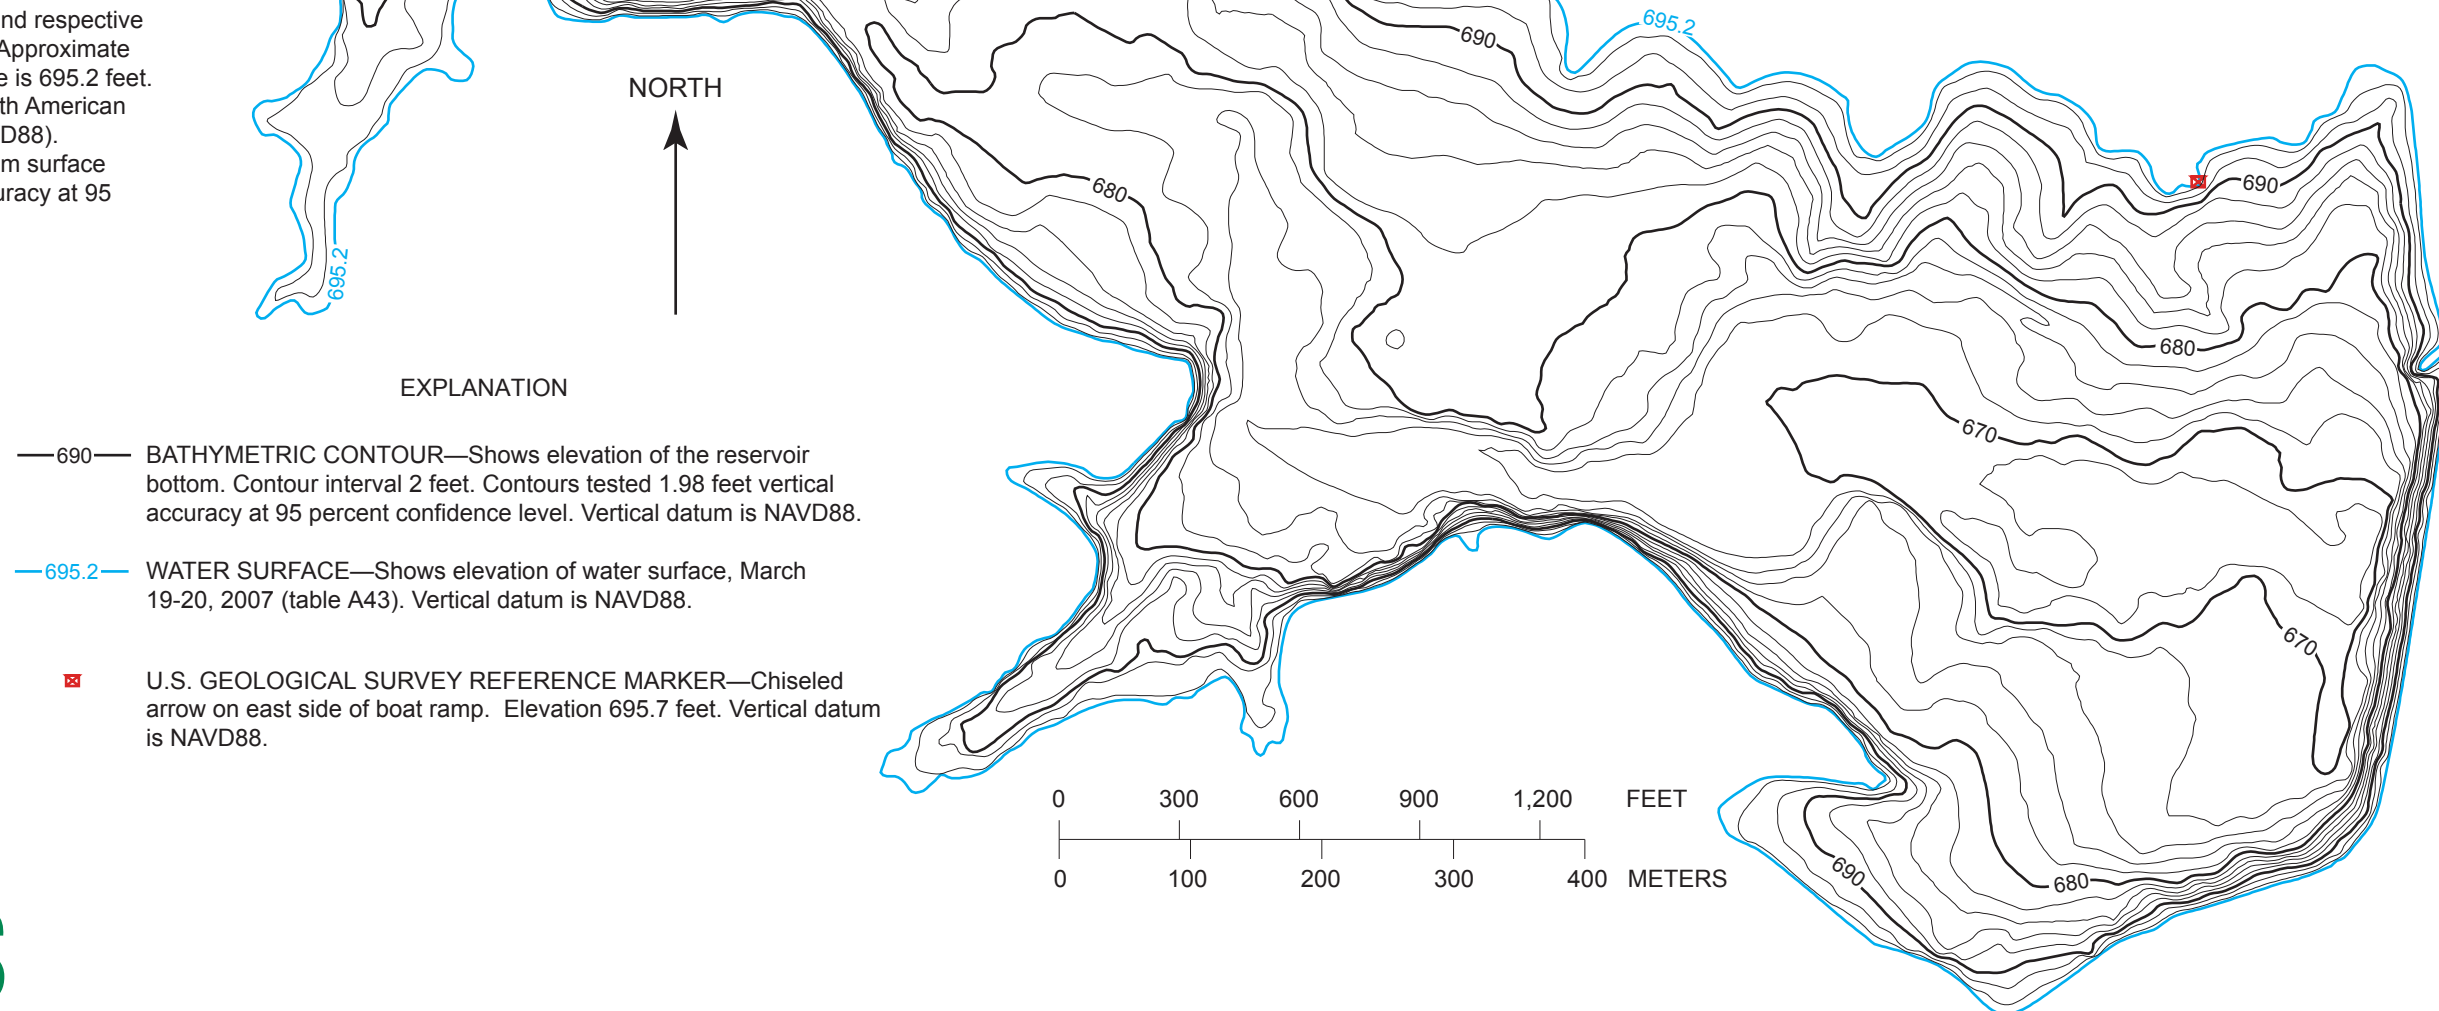 nd respective
Approximate
e is 695.2 feet.
th American
D88).
m surface
uracy at 95
NORTH
695.2
690
695.2
680
690
680
670
670
690
680
EXPLANATION
690 BATHYMETRIC CONTOUR—Shows elevation of the reservoir
bottom. Contour interval 2 feet. Contours tested 1.98 feet vertical
accuracy at 95 percent confidence level. Vertical datum is NAVD88.
695.2 WATER SURFACE—Shows elevation of water surface, March
19-20, 2007 (table A43). Vertical datum is NAVD88.
U.S. GEOLOGICAL SURVEY REFERENCE MARKER—Chiseled
arrow on east side of boat ramp. Elevation 695.7 feet. Vertical datum
is NAVD88.
0 300 600 900 1,200 FEET
0 100 200 300 400 METERS